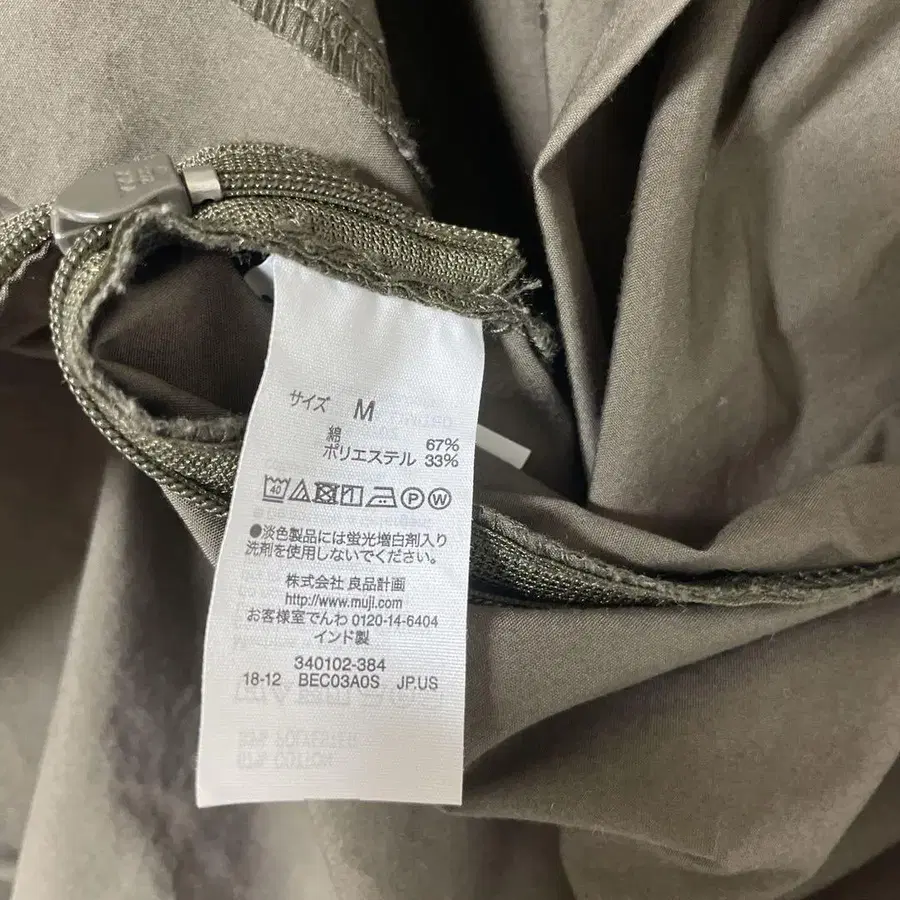 サイズ M
綿 67%
ポリエステル 33%
40 P W
●淡色製品には蛍光増白剤入り
洗剤を使用しないでください。
株式会社 良品計画
http://www.muji.com
お客様室でんわ 0120-14-6404
インド製
340102-384
18-12 BEC03A0S JP.US